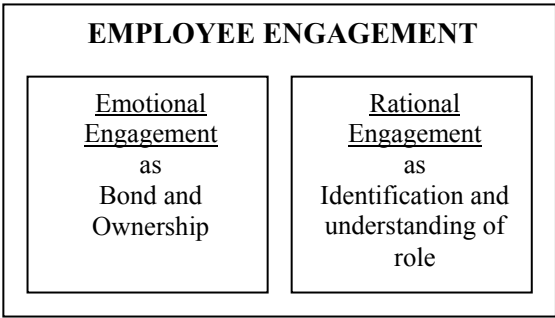 EMPLOYEE ENGAGEMENT
Emotional
Engagement
as
Bond and
Ownership
Rational
Engagement
as
Identification and
understanding of
role